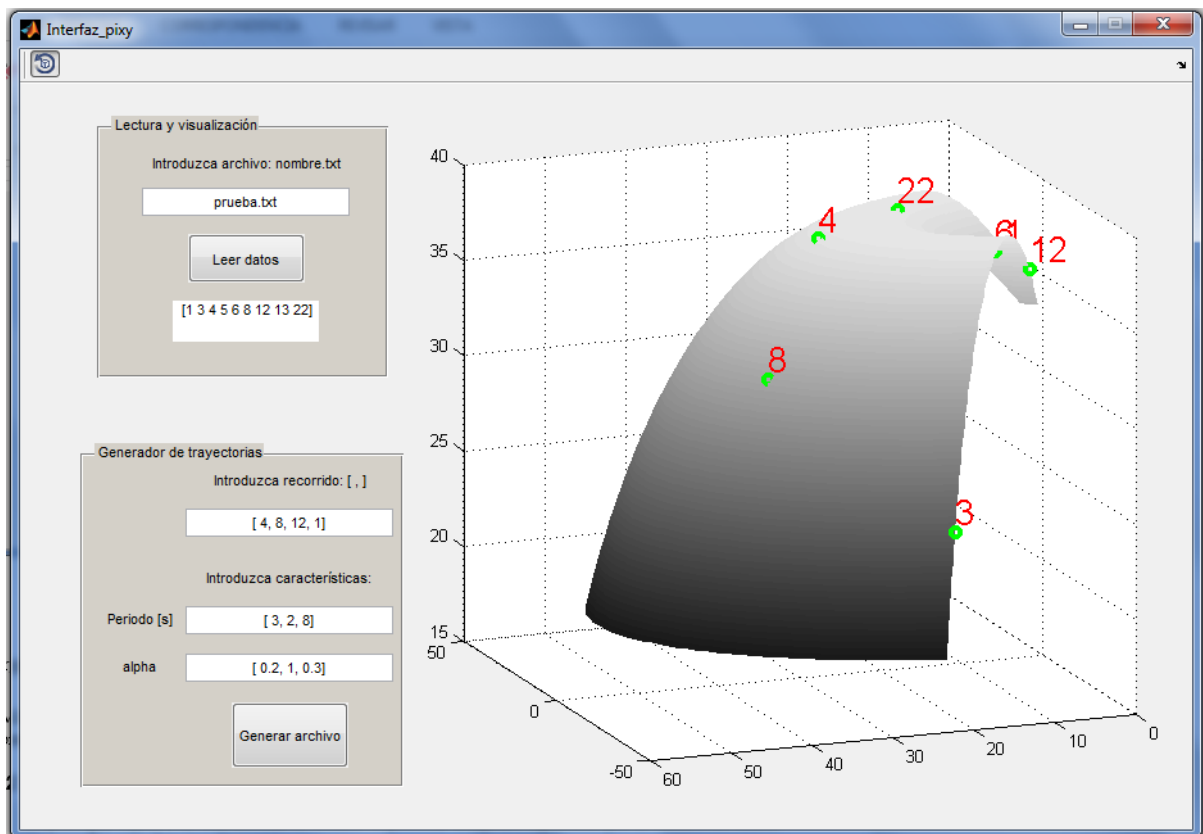 Interfaz_pixy
Lectura y visualización
Introduzca archivo: nombre.txt
prueba.txt
Leer datos
[1 3 4 5 6 8 12 13 22]
Generador de trayectorias
Introduzca recorrido: [ , ]
[ 4, 8, 12, 1]
Introduzca características:
Periodo [s]
[ 3, 2, 8]
alpha
[ 0.2, 1, 0.3]
Generar archivo
40
35
30
25
20
15
50
0
-50
60
50
40
30
20
10
0
4
22
12
8
3